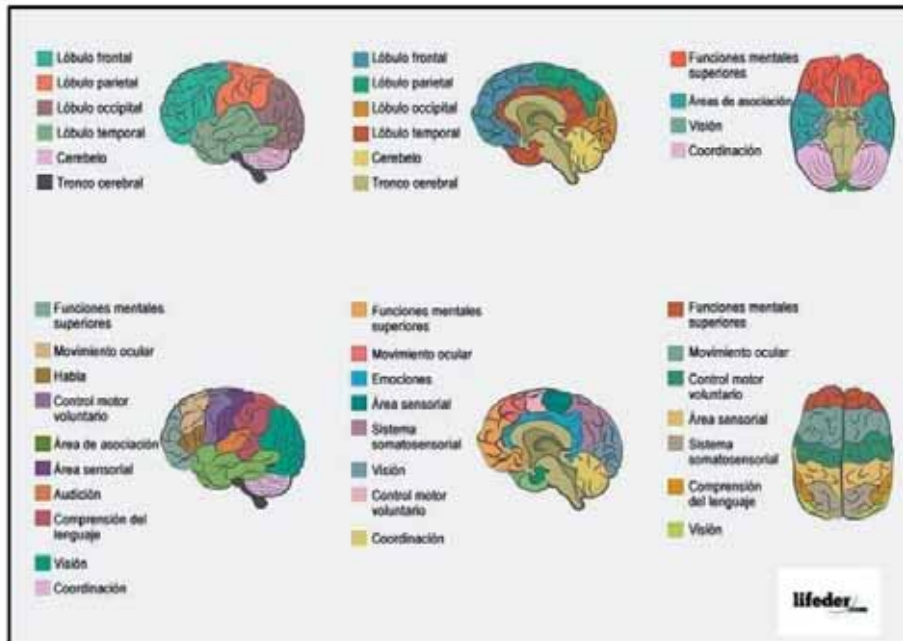 Lóbulo frontal
Lóbulo parietal
Lóbulo occipital
Lóbulo temporal
Cerebelo
Tronco cerebral
Lóbulo frontal
Lóbulo parietal
Lóbulo occipital
Lóbulo temporal
Cerebelo
Tronco cerebral
Funciones mentales
superiores
Áreas de asociación
Visión
Coordinación
Funciones mentales
superiores
Movimiento ocular
Habla
Control motor
voluntario
Área de asociación
Área sensorial
Audición
Comprensión del
lenguaje
Visión
Coordinación
Funciones mentales
superiores
Movimiento ocular
Emociones
Área sensorial
Sistema
somatosensorial
Visión
Control motor
voluntario
Coordinación
Funciones mentales
superiores
Movimiento ocular
Control motor
voluntario
Área sensorial
Sistema
somatosensorial
Comprensión
del lenguaje
Visión
lifeder